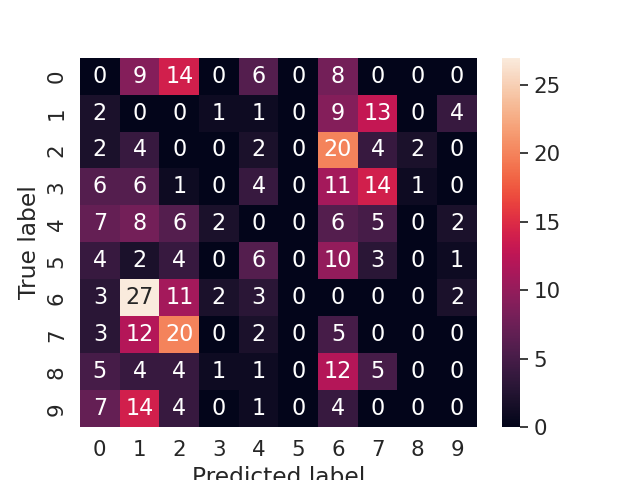 0 0 9 14 0 6 0 8 0 0 0
1 2 0 0 1 1 0 9 13 0 4
2 2 4 0 0 2 0 20 4 2 0
3 6 6 1 0 4 0 11 14 1 0
4 7 8 6 2 0 0 6 5 0 2
5 4 2 4 0 6 0 10 3 0 1
6 3 27 11 2 3 0 0 0 0 2
7 3 12 20 0 2 0 5 0 0 0
8 5 4 4 1 1 0 12 5 0 0
9 7 14 4 0 1 0 4 0 0 0
0 1 2 3 4 5 6 7 8 9
True label
Predicted label
25
20
15
10
5
0